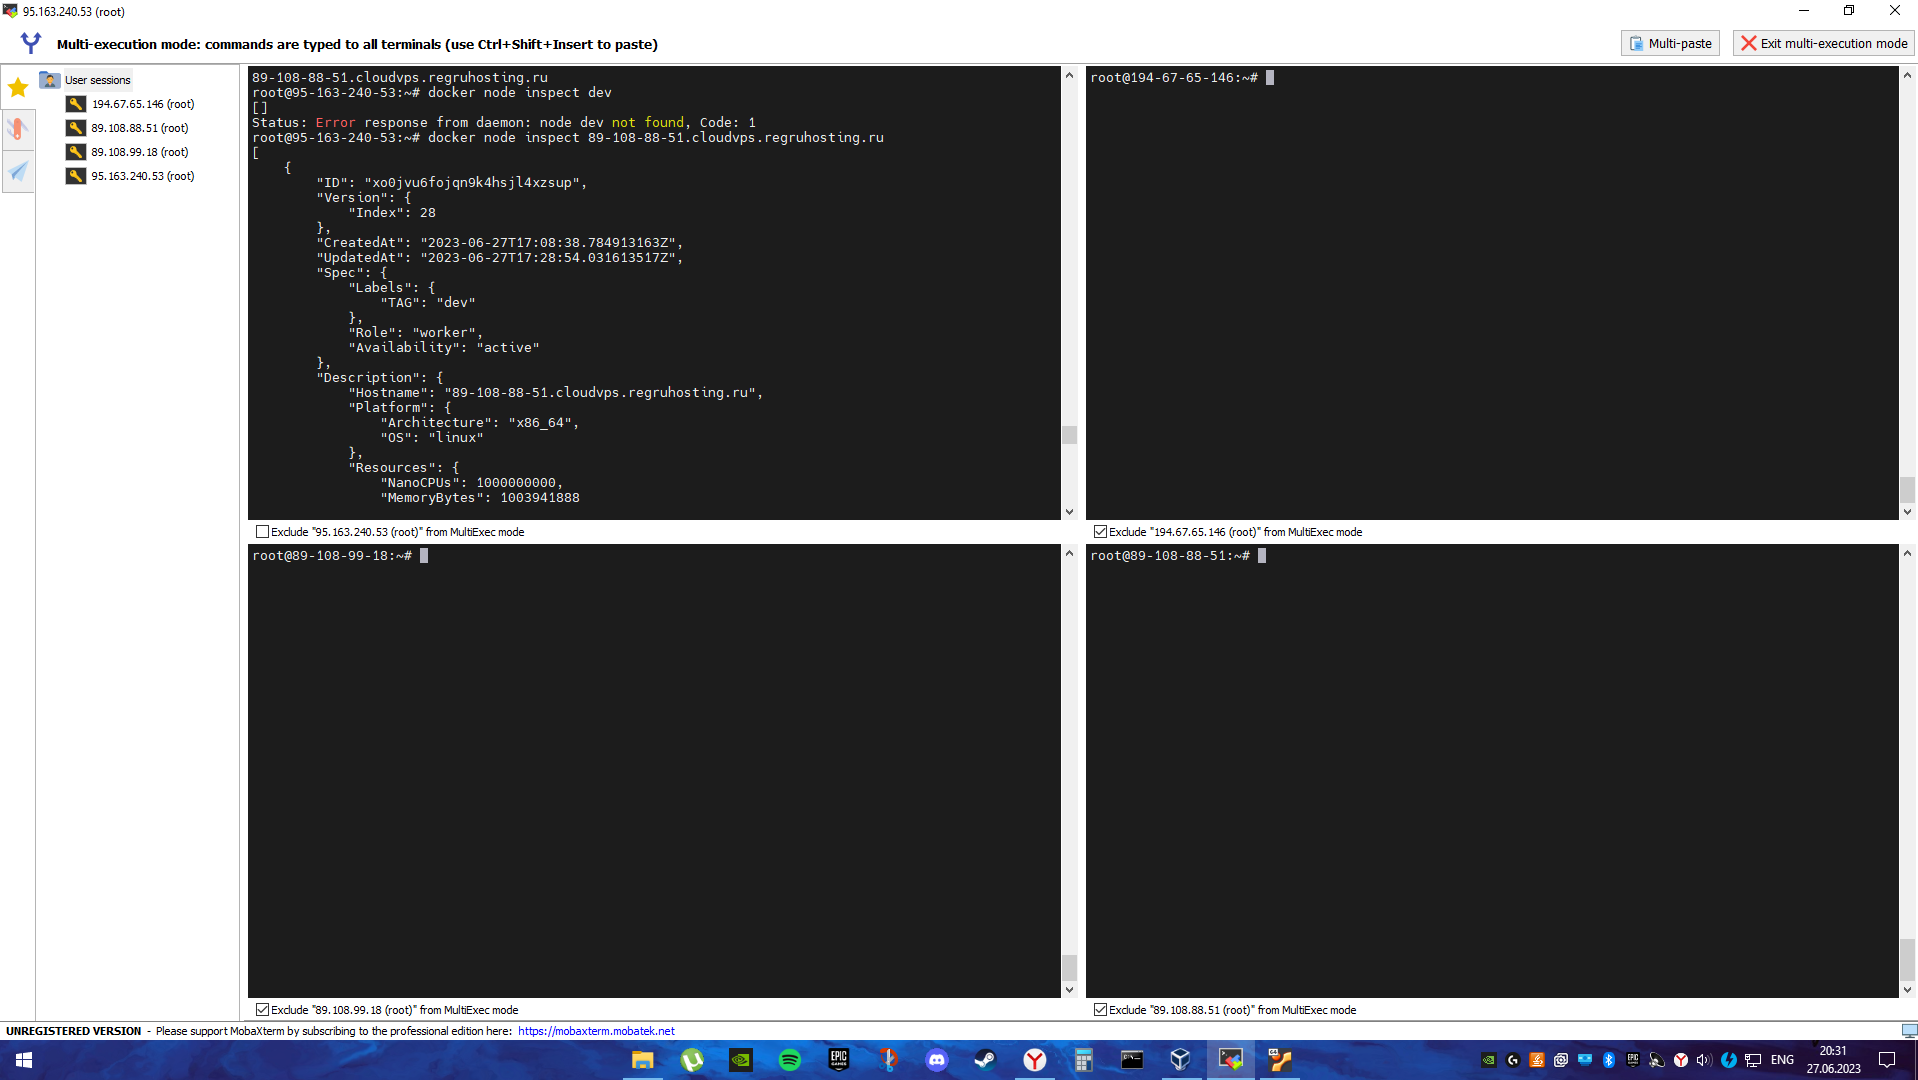 95.163.240.53 (root)
Multi-execution mode: commands are typed to all terminals (use Ctrl+Shift+Insert to paste)
Multi-paste
Exit multi-execution mode
User sessions
194.67.65.146 (root)
89.108.88.51 (root)
89.108.99.18 (root)
95.163.240.53 (root)
89-108-88-51.cloudvps.regruhosting.ru
root@95-163-240-53:~# docker node inspect dev
[]
Status: Error response from daemon: node dev not found, Code: 1
root@95-163-240-53:~# docker node inspect 89-108-88-51.cloudvps.regruhosting.ru
[
    {
        "ID": "xo0jvu6fojqn9k4hsjl4xzsup",
        "Version": {
            "Index": 28
        },
        "CreatedAt": "2023-06-27T17:08:38.784913163Z",
        "UpdatedAt": "2023-06-27T17:28:54.031613517Z",
        "Spec": {
            "Labels": {
                "TAG": "dev"
            },
            "Role": "worker",
            "Availability": "active"
        },
        "Description": {
            "Hostname": "89-108-88-51.cloudvps.regruhosting.ru",
            "Platform": {
                "Architecture": "x86_64",
                "OS": "linux"
            },
            "Resources": {
                "NanoCPUs": 1000000000,
                "MemoryBytes": 1003941888
Exclude "95.163.240.53 (root)" from MultiExec mode
root@194-67-65-146:~#
Exclude "194.67.65.146 (root)" from MultiExec mode
root@89-108-99-18:~#
Exclude "89.108.99.18 (root)" from MultiExec mode
root@89-108-88-51:~#
Exclude "89.108.88.51 (root)" from MultiExec mode
UNREGISTERED VERSION - Please support MobaXterm by subscribing to the professional edition here: https://mobaxterm.mobatek.net
EPIC GAMES
ENG
20:31
27.06.2023